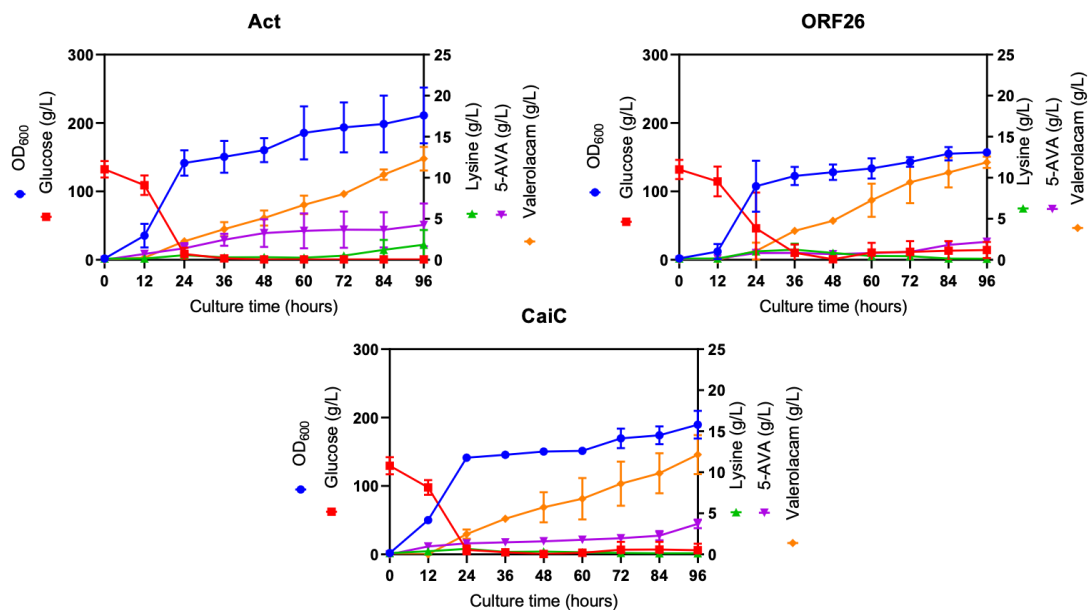 Act
300
200
100
0
25
20
15
10
5
0
OD600
Glucose (g/L)
Lysine (g/L)
5-AVA (g/L)
Valerolacam (g/L)
0 12 24 36 48 60 72 84 96
Culture time (hours)
ORF26
300
200
100
0
25
20
15
10
5
0
OD600
Glucose (g/L)
Lysine (g/L)
5-AVA (g/L)
Valerolacam (g/L)
0 12 24 36 48 60 72 84 96
Culture time (hours)
CaiC
300
200
100
0
25
20
15
10
5
0
OD600
Glucose (g/L)
Lysine (g/L)
5-AVA (g/L)
Valerolacam (g/L)
0 12 24 36 48 60 72 84 96
Culture time (hours)